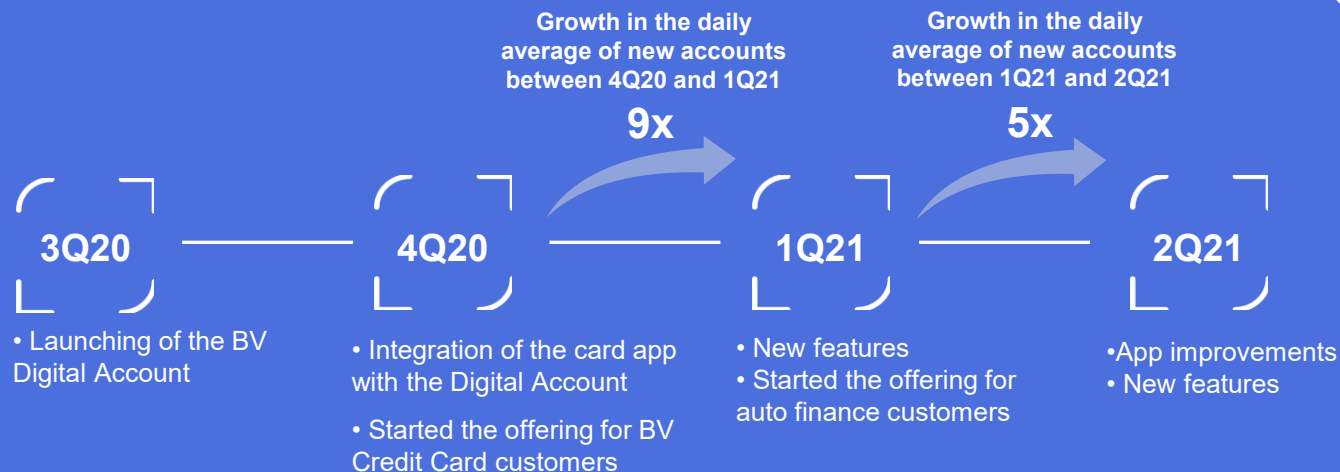 Growth in the daily
average of new accounts
between 4Q20 and 1Q21
9x
Growth in the daily
average of new accounts
between 1Q21 and 2Q21
5x
3Q20
4Q20
1Q21
2Q21
• Launching of the BV
Digital Account
• Integration of the card app
with the Digital Account
• Started the offering for BV
Credit Card customers
• New features
• Started the offering for
auto finance customers
•App improvements
• New features